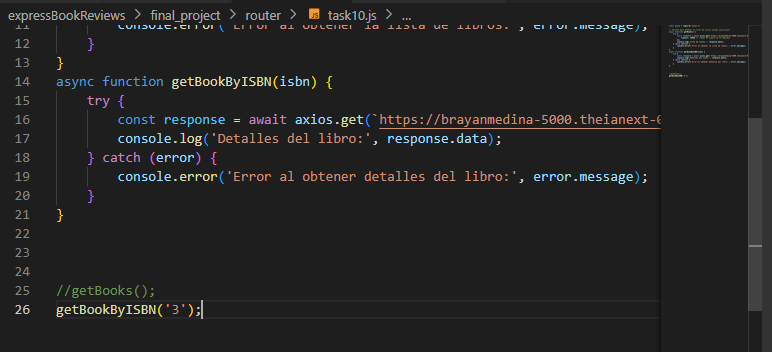 expressBookReviews > final_project > router > JS task10.js > ...
11 console.error('Error al obtener la lista de libros:', error.message);
12 }
13 }
14 async function getBookByISBN(isbn) {
15 try {
16 const response = await axios.get(`https://brayanmedina-5000.theianext-0
17 console.log('Detalles del libro:', response.data);
18 } catch (error) {
19 console.error('Error al obtener detalles del libro:', error.message);
20 }
21 }
22
23
24
25 //getBooks();
26 getBookByISBN('3');